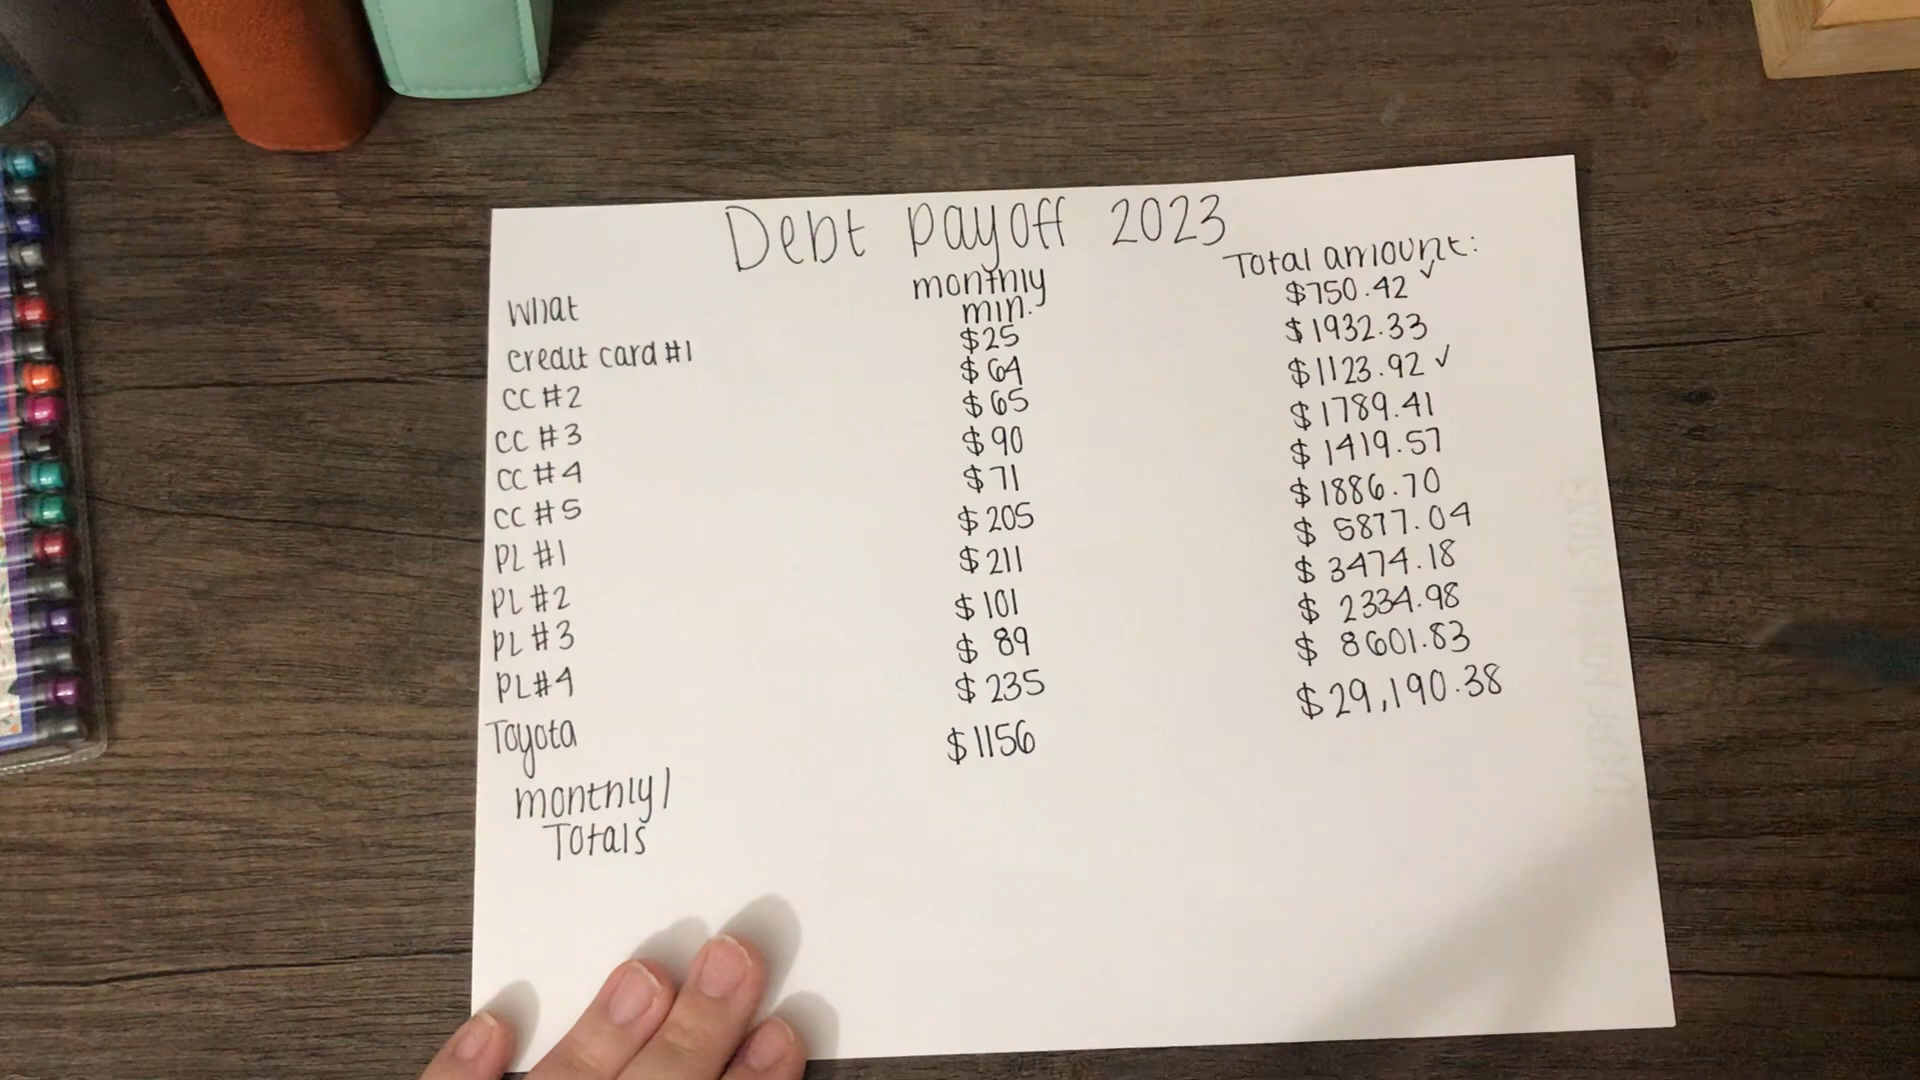 Debt payoff 2023
What monthly min. Total amount:
credit card #1 $25 $750.42 ✓
CC #2 $64 $1932.33
CC #3 $65 $1123.92 ✓
CC #4 $90 $1789.41
CC #5 $71 $1419.57
PL #1 $205 $1886.70
PL #2 $211 $5877.04
PL #3 $101 $3474.18
PL #4 $89 $2334.98
Toyota $235 $8601.83
monthly/ $1156 $29,190.38
Totals